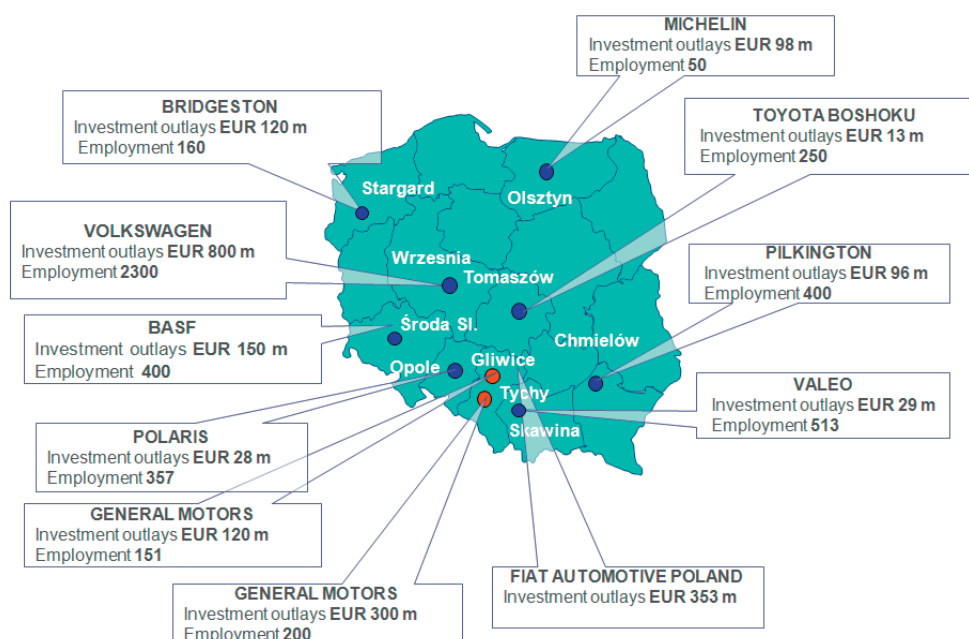 MICHELIN
Investment outlays EUR 98 m
Employment 50
BRIDGESTON
Investment outlays EUR 120 m
Employment 160
TOYOTA BOSHOKU
Investment outlays EUR 13 m
Employment 250
VOLKSWAGEN
Investment outlays EUR 800 m
Employment 2300
PILKINGTON
Investment outlays EUR 96 m
Employment 400
BASF
Investment outlays EUR 150 m
Employment 400
VALEO
Investment outlays EUR 29 m
Employment 513
POLARIS
Investment outlays EUR 28 m
Employment 357
GENERAL MOTORS
Investment outlays EUR 120 m
Employment 151
GENERAL MOTORS
Investment outlays EUR 300 m
Employment 200
FIAT AUTOMOTIVE POLAND
Investment outlays EUR 353 m
Stargard
Olsztyn
Wrzesnia
Tomaszów
Środa Sl.
Chmielów
Opole
Gliwice
Tychy
Skawina